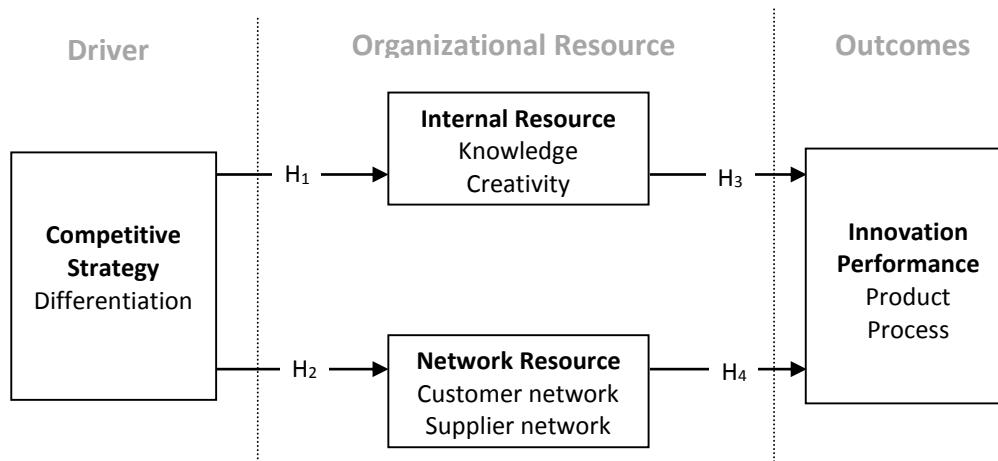 Driver
Organizational Resource
Outcomes
Internal Resource
Knowledge
Creativity
H₁
H₃
Competitive
Strategy
Differentiation
Innovation
Performance
Product
Process
H₂
Network Resource
Customer network
Supplier network
H₄